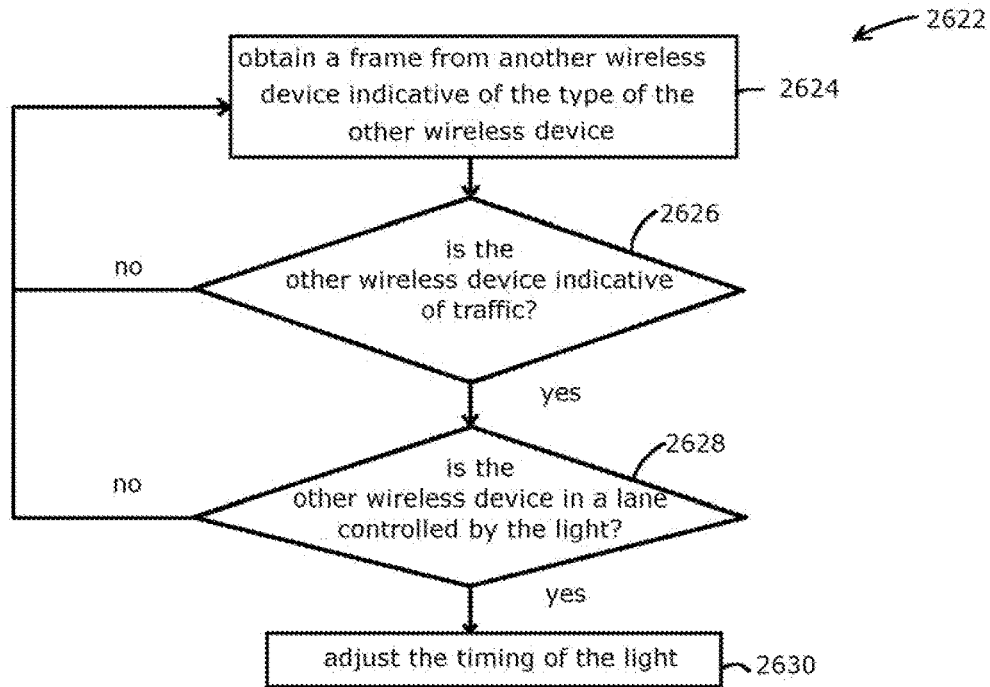 2622
obtain a frame from another wireless
device indicative of the type of the
other wireless device
2624
2626
is the
other wireless device indicative
of traffic?
no
yes
2628
is the
other wireless device in a lane
controlled by the light?
no
yes
adjust the timing of the light
2630